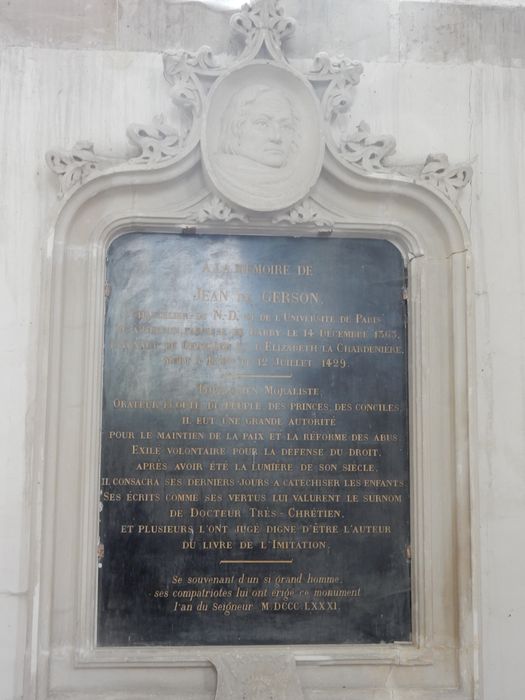 A LA MÉMOIRE DE
JEAN DE GERSON,
CHANCELIER DE N.-D. ET DE L'UNIVERSITÉ DE PARIS
BARBY LE 14 DÉCEMBRE 1363,
ELIZABETH LA CHARDENIÈRE,
12 JUILLET 1429.
MORALISTE,
ORATEUR ÉCOUTÉ DU PEUPLE, DES PRINCES, DES CONCILES,
IL EUT UNE GRANDE AUTORITÉ
POUR LE MAINTIEN DE LA PAIX ET LA RÉFORME DES ABUS.
EXILÉ VOLONTAIRE POUR LA DÉFENSE DU DROIT,
APRÈS AVOIR ÉTÉ LA LUMIÈRE DE SON SIÈCLE,
IL CONSACRA SES DERNIERS JOURS A CATÉCHISER LES ENFANTS.
SES ÉCRITS COMME SES VERTUS LUI VALURENT LE SURNOM
DE DOCTEUR TRÈS-CHRÉTIEN,
ET PLUSIEURS L'ONT JUGÉ DIGNE D'ÊTRE L'AUTEUR
DU LIVRE DE L'IMITATION.
Se souvenant d'un si grand homme,
ses compatriotes lui ont érigé ce monument
l'an du Seigneur M DCCC LXXXI.